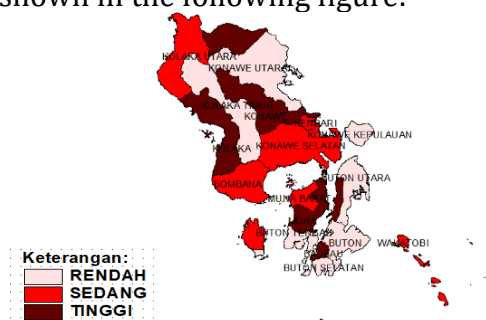 shown in the following figure.
KOLAKA UTARA
KONAWE UTARA
KOLAKA TIMUR
KONAWE
KENDARI
KONAWE KEPULAUAN
KOLAKA
KONAWE SELATAN
BUTON UTARA
BOMBANA
MUNA BARAT
MUNA
BUTON TENGAH
BUTON
WAKATOBI
BUTON SELATAN
Keterangan:
RENDAH
SEDANG
TINGGI